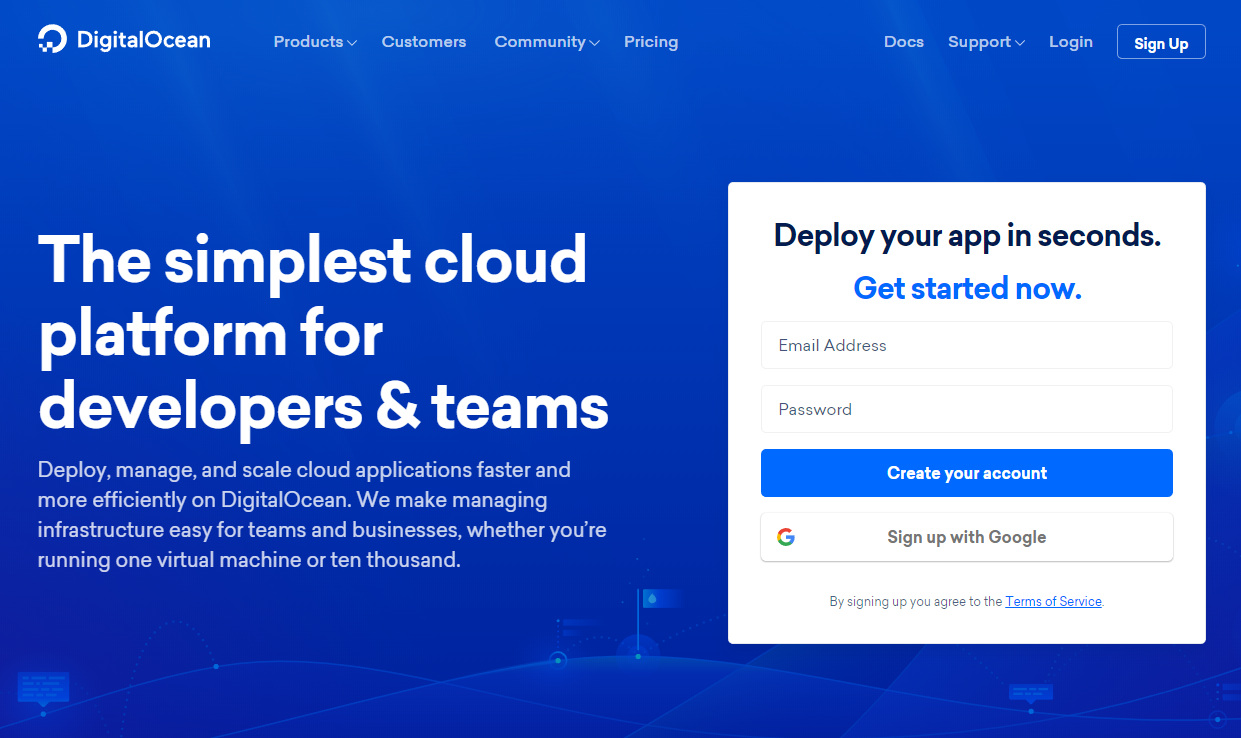 DigitalOcean
Products
Customers
Community
Pricing
Docs
Support
Login
Sign Up
The simplest cloud
platform for
developers & teams
Deploy, manage, and scale cloud applications faster and
more efficiently on DigitalOcean. We make managing
infrastructure easy for teams and businesses, whether you’re
running one virtual machine or ten thousand.
Deploy your app in seconds.
Get started now.
Email Address
Password
Create your account
Sign up with Google
By signing up you agree to the Terms of Service.